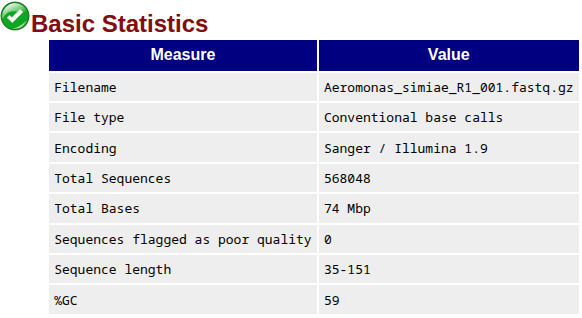 Basic Statistics
Measure Value
Filename Aeromonas_simiae_R1_001.fastq.gz
File type Conventional base calls
Encoding Sanger / Illumina 1.9
Total Sequences 568048
Total Bases 74 Mbp
Sequences flagged as poor quality 0
Sequence length 35-151
%GC 59